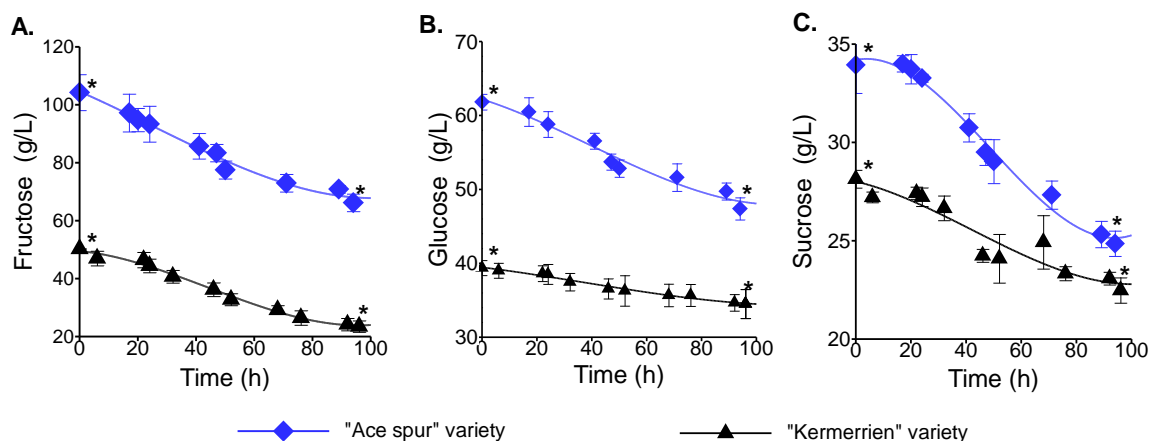 A.
120
100
80
60
40
20
0 20 40 60 80 100
Fructose (g/L)
Time (h)
*
*
*
*
B.
70
60
50
40
30
0 20 40 60 80 100
Glucose (g/L)
Time (h)
*
*
*
*
C.
35
30
25
20
0 20 40 60 80 100
Sucrose (g/L)
Time (h)
*
*
*
*
"Ace spur" variety
"Kermerrien" variety